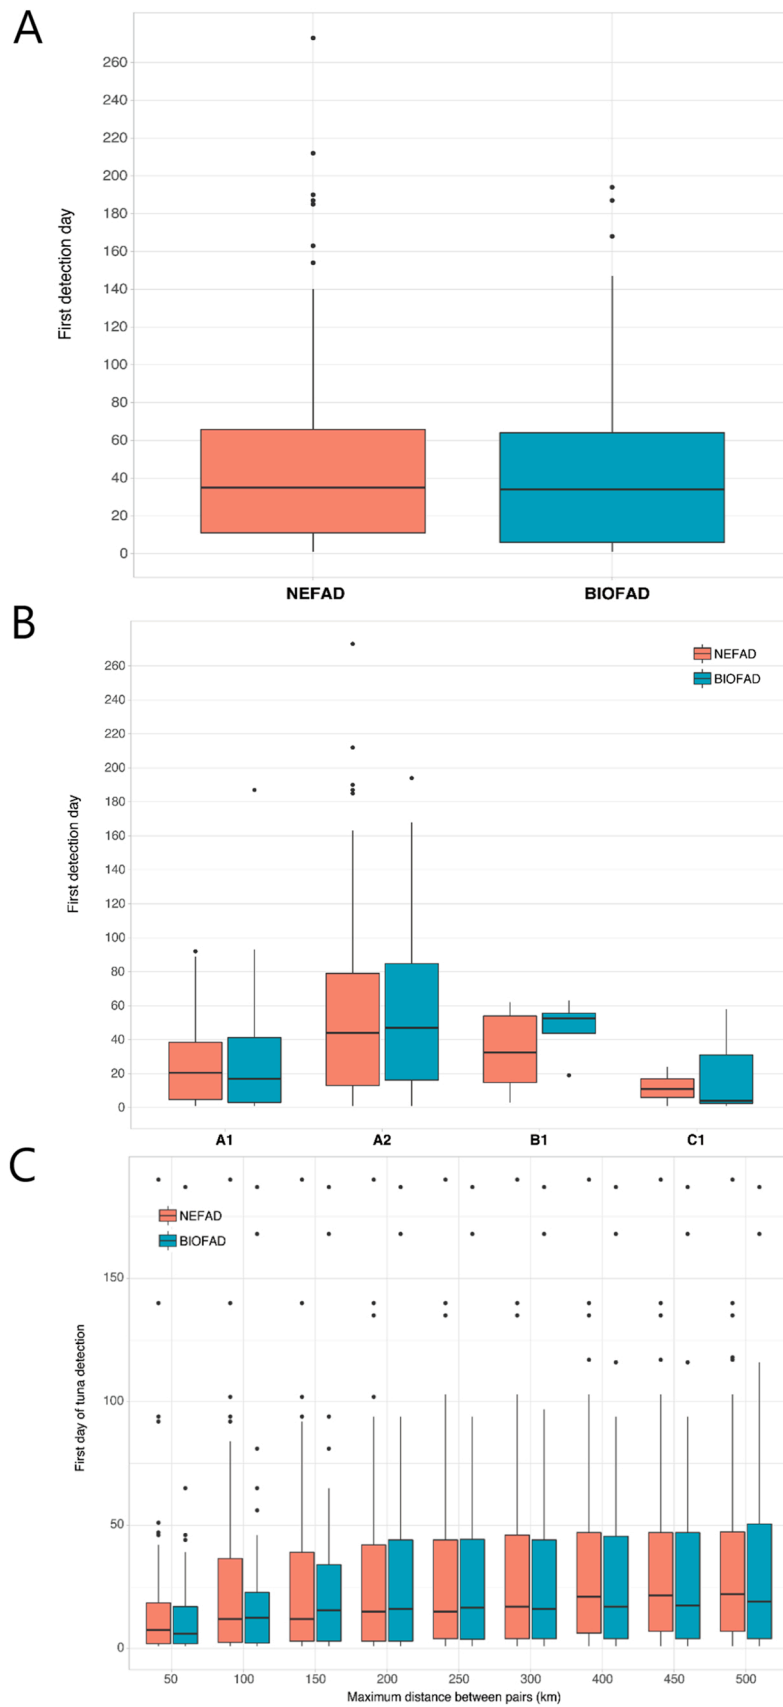 A
260
240
220
200
180
160
140
120
100
80
60
40
20
0
First detection day
NEFAD BIOFAD
B
260
240
220
200
180
160
140
120
100
80
60
40
20
0
First detection day
NEFAD
BIOFAD
A1 A2 B1 C1
C
150
100
50
0
First day of tuna detection
NEFAD
BIOFAD
50 100 150 200 250 300 400 450 500
Maximum distance between pairs (km)